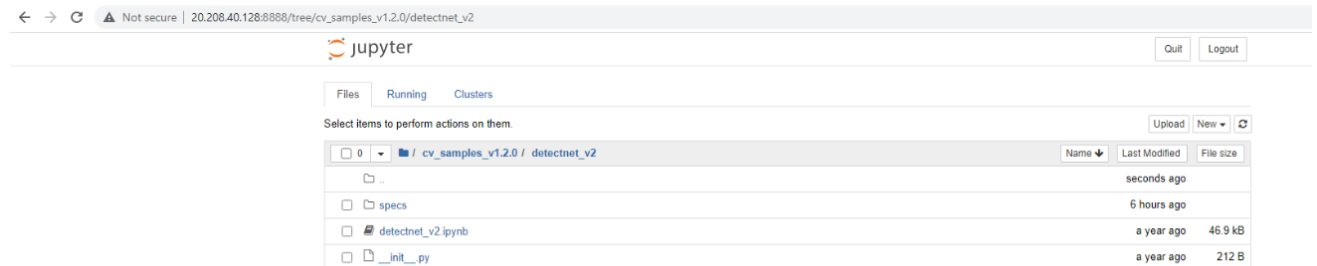 Not secure | 20.208.40.128:8888/tree/cv_samples_v1.2.0/detectnet_v2
jupyter Quit Logout
Files Running Clusters
Select items to perform actions on them. Upload New
0 / cv_samples_v1.2.0 / detectnet_v2 Name Last Modified File size
.. seconds ago
specs 6 hours ago
detectnet_v2.ipynb a year ago 46.9 kB
__init__.py a year ago 212 B